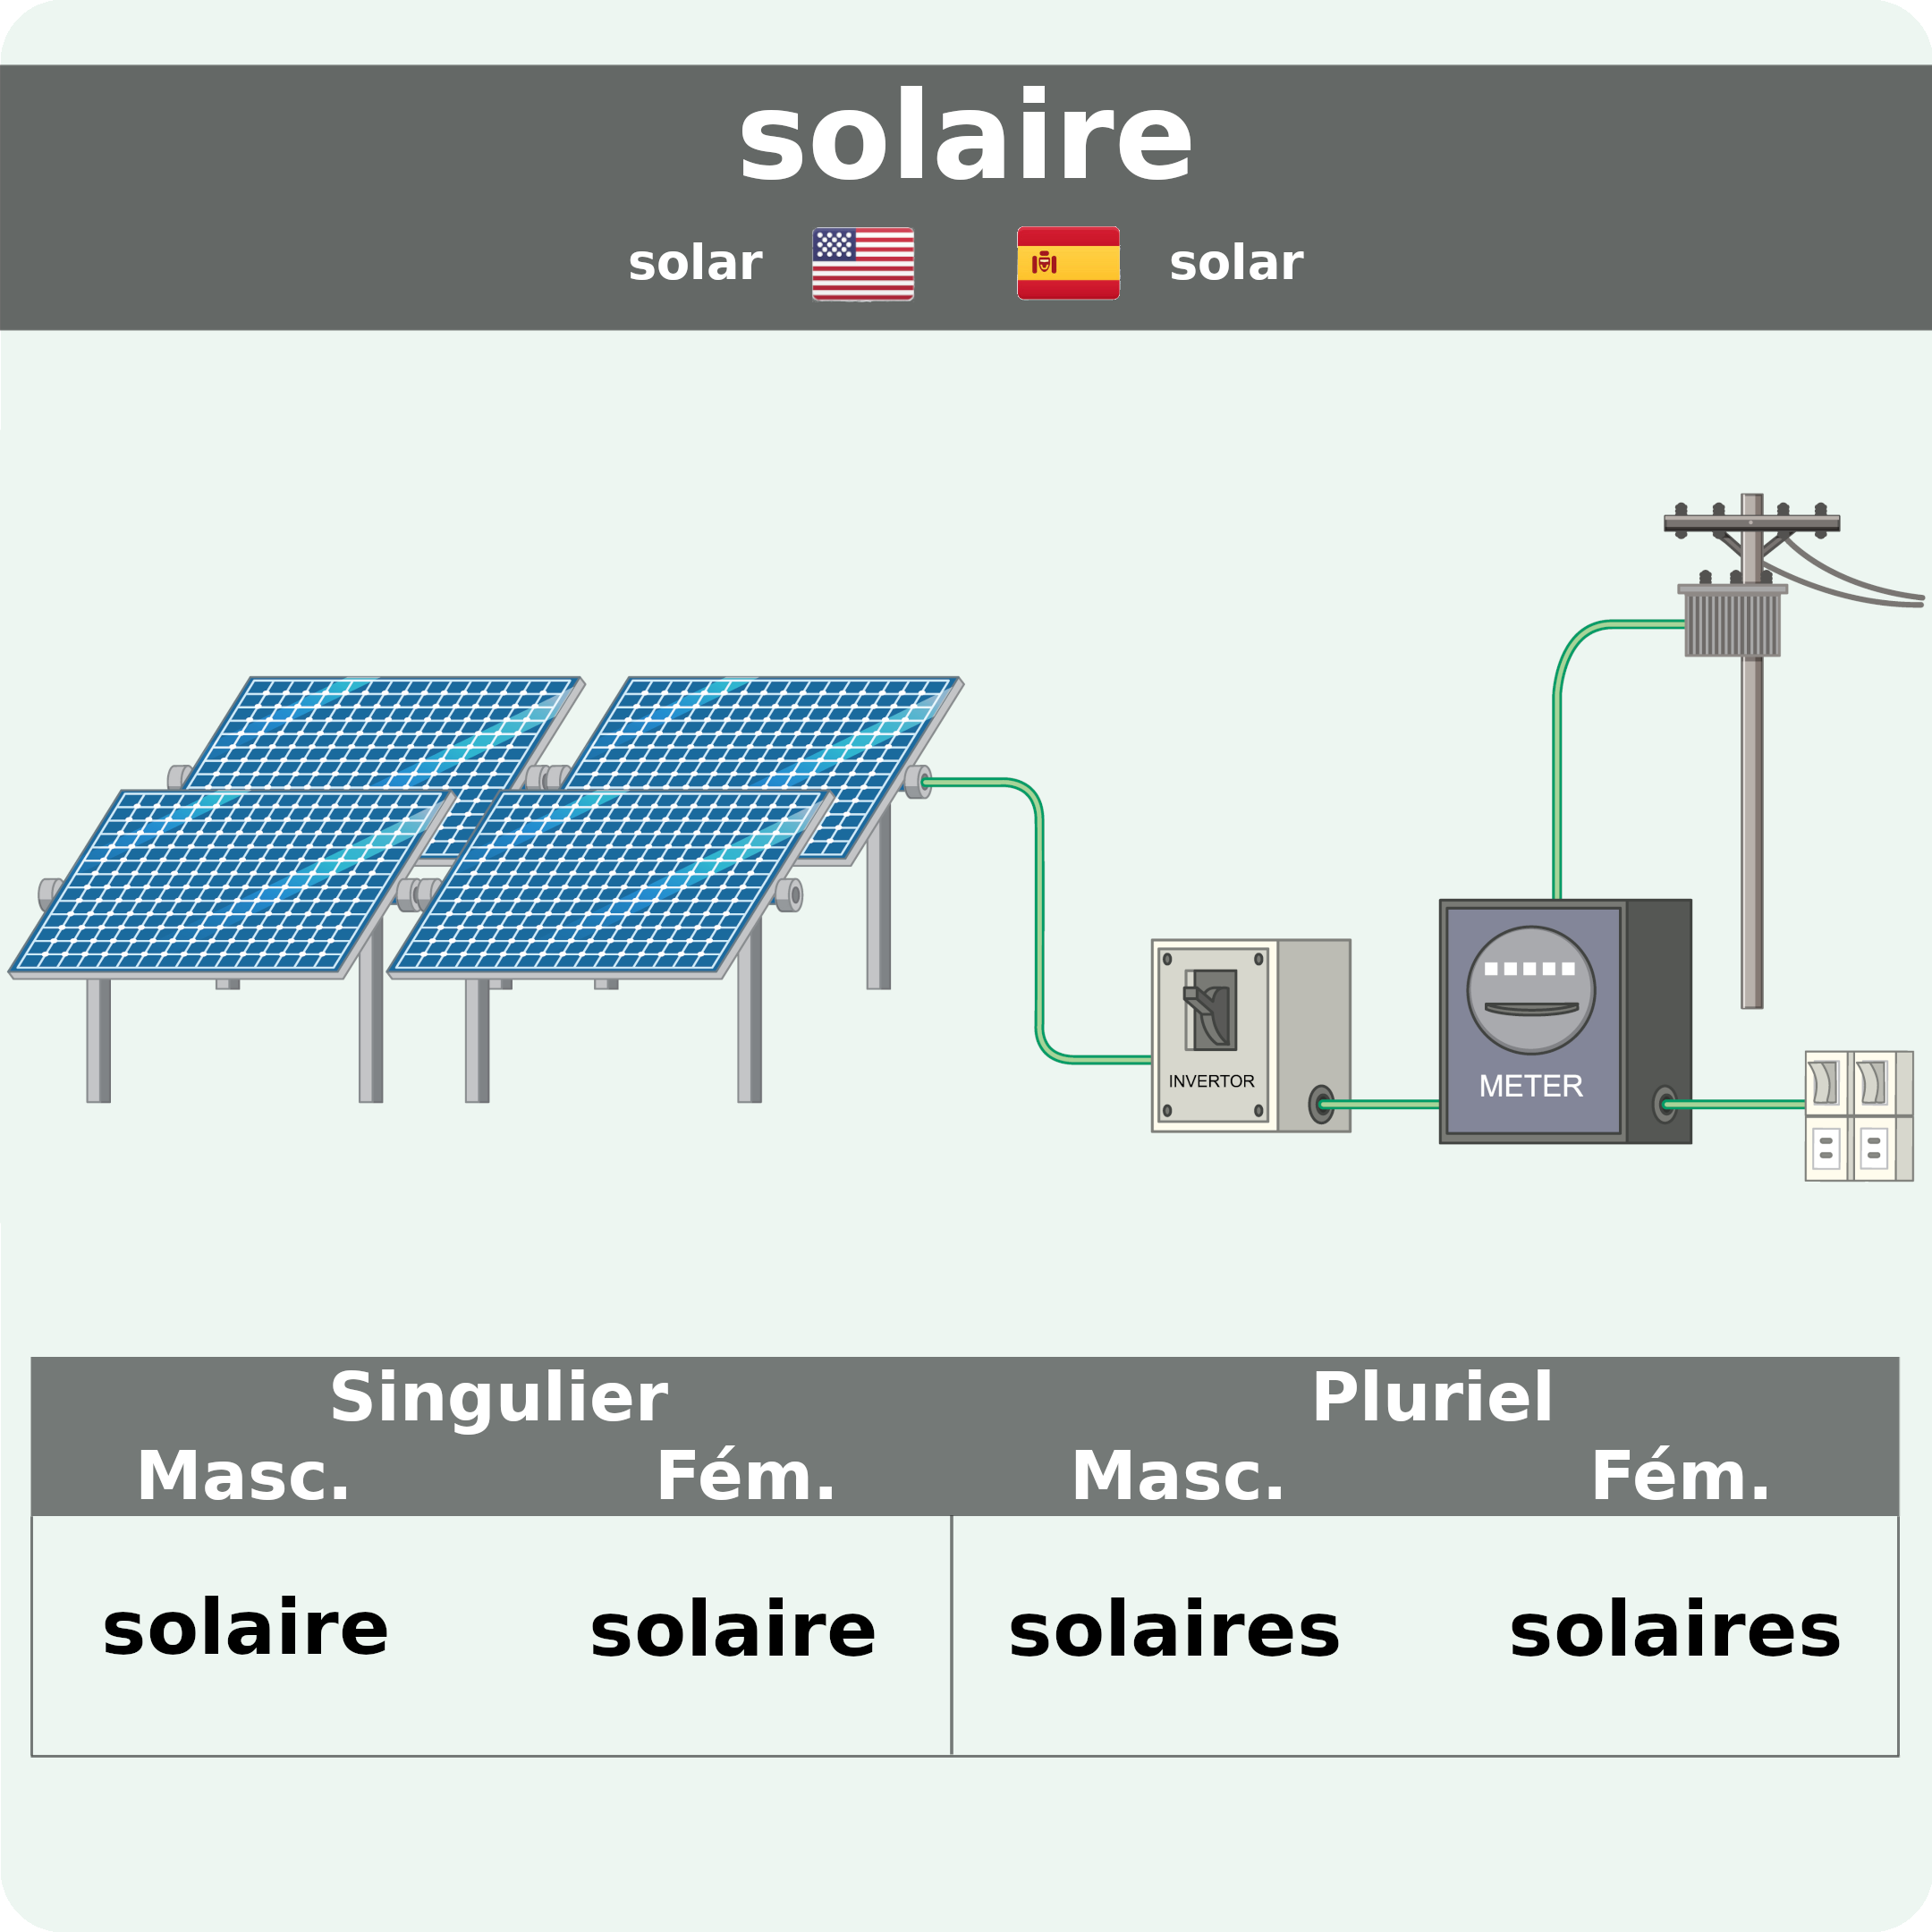 solaire
solar solar
INVERTOR
METER
Singulier Pluriel
Masc. Fém. Masc. Fém.
solaire solaire solaires solaires